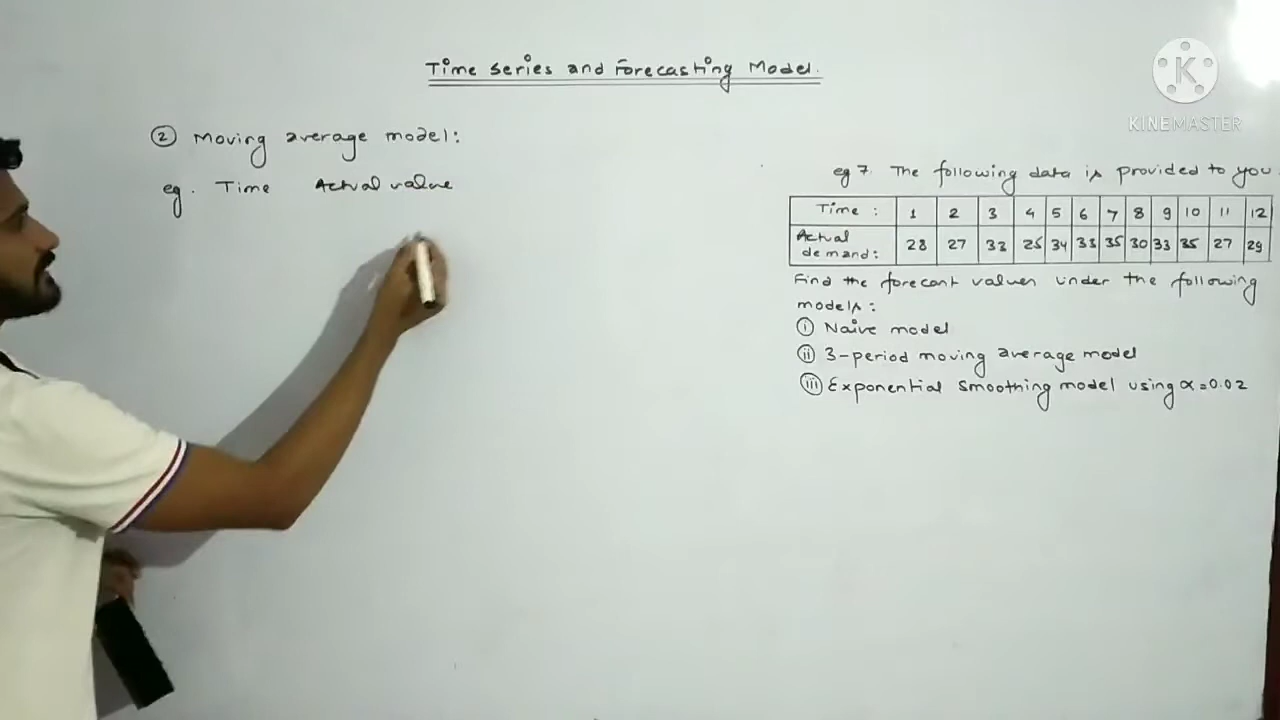 Time series and Forecasting Model.
② Moving average model:
eg. Time Actual value
KINEMASTER
eg 7. The following data is provided to you.
Time : 1 2 3 4 5 6 7 8 9 10 11 12
Actual demand: 28 27 33 25 34 33 35 30 33 35 27 29
Find the forecast values under the following
models:
(i) Naive model
(ii) 3-period moving average model
(iii) Exponential smoothing model using α=0.02